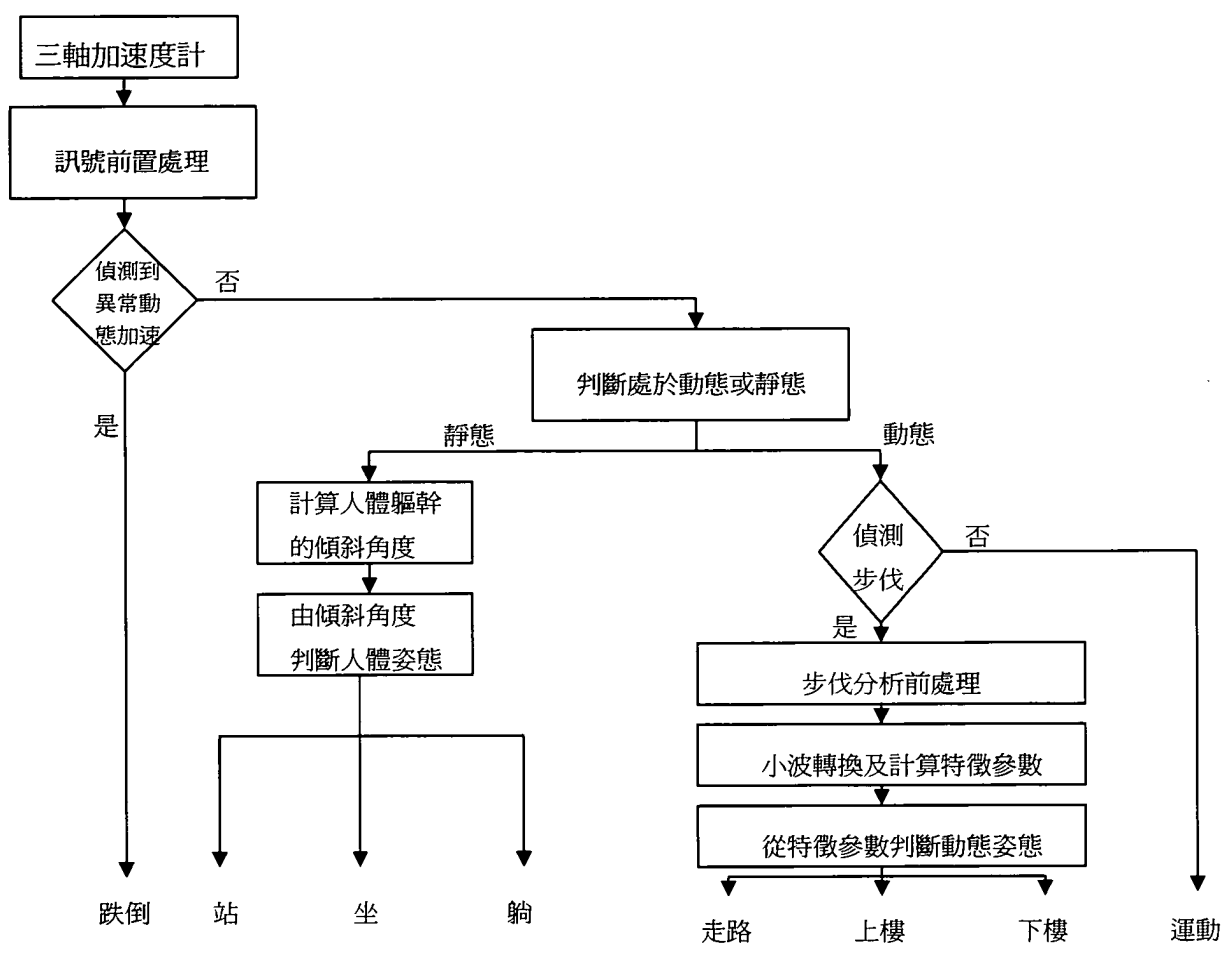 三軸加速度計
訊號前置處理
偵測到
異常動
態加速
否
是
判斷處於動態或靜態
靜態
動態
計算人體軀幹
的傾斜角度
由傾斜角度
判斷人體姿態
偵測
步伐
否
是
步伐分析前處理
小波轉換及計算特徵參數
從特徵參數判斷動態姿態
跌倒
站
坐
躺
走路
上樓
下樓
運動